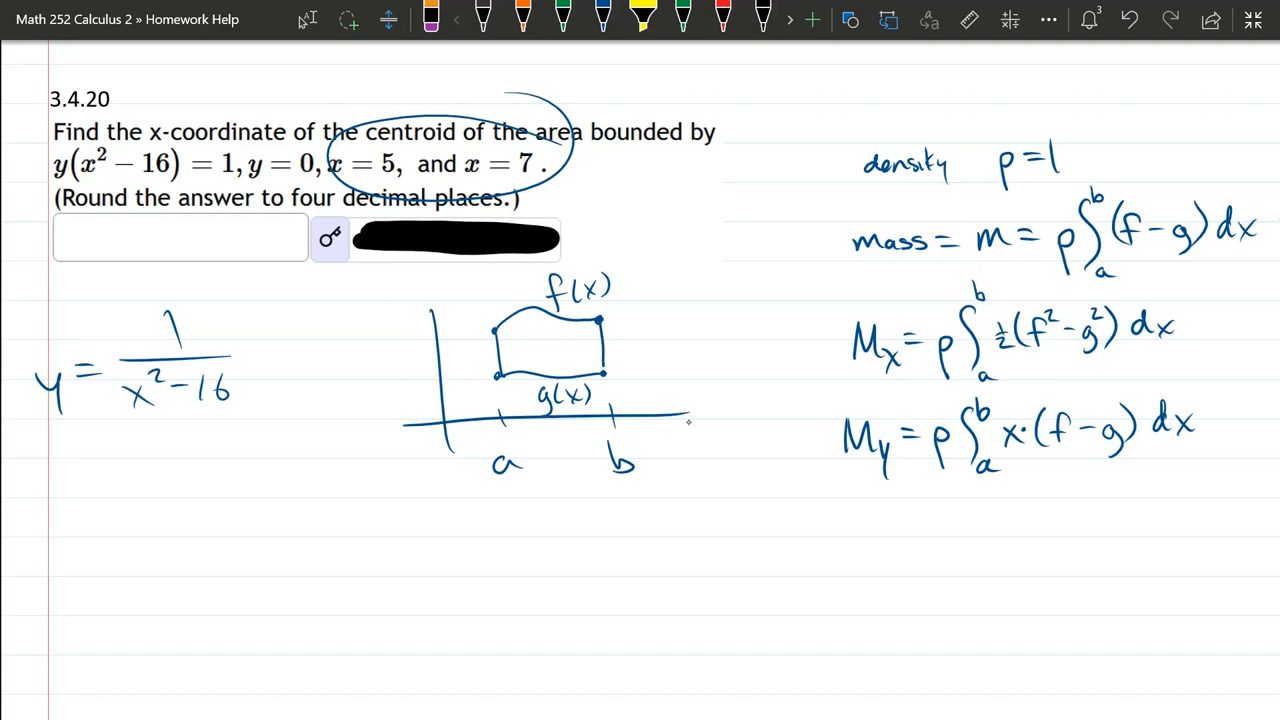 Math 252 Calculus 2 » Homework Help
3
3.4.20
Find the x-coordinate of the centroid of the area bounded by
y(x² − 16) = 1, y = 0, x = 5, and x = 7 .
(Round the answer to four decimal places.)
y = 1/(x² − 16)
f(x)
g(x)
a b
density ρ = 1
mass = m = ρ ∫ₐᵇ (f − g) dx
Mₓ = ρ ∫ₐᵇ ½(f² − g²) dx
M_y = ρ ∫ₐᵇ x·(f − g) dx